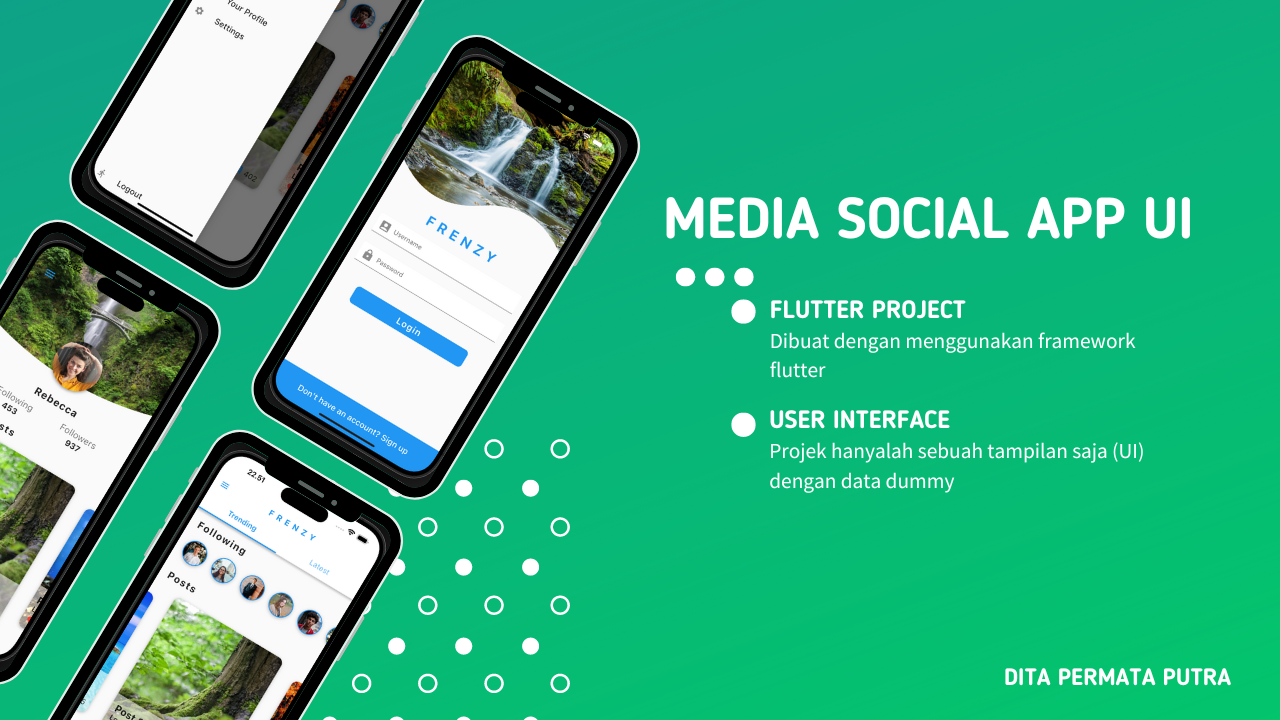 MEDIA SOCIAL APP UI
FLUTTER PROJECT
Dibuat dengan menggunakan framework
flutter
USER INTERFACE
Projek hanyalah sebuah tampilan saja (UI)
dengan data dummy
DITA PERMATA PUTRA
Your Profile
Settings
Logout
402
FRENZY
Username
Password
Login
Don't have an account? Sign up
Rebecca
Following
453
Followers
937
22.51
FRENZY
Trending
Latest
Following
Posts
Post